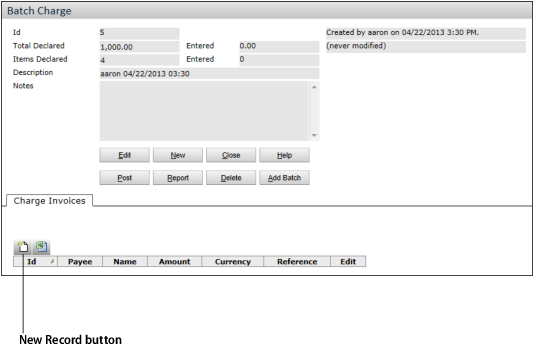 Batch Charge
Id 5 Created by aaron on 04/22/2013 3:30 PM.
Total Declared 1,000.00 Entered 0.00 (never modified)
Items Declared 4 Entered 0
Description aaron 04/22/2013 03:30
Notes
Edit New Close Help
Post Report Delete Add Batch
Charge Invoices
Id Payee Name Amount Currency Reference Edit
New Record button